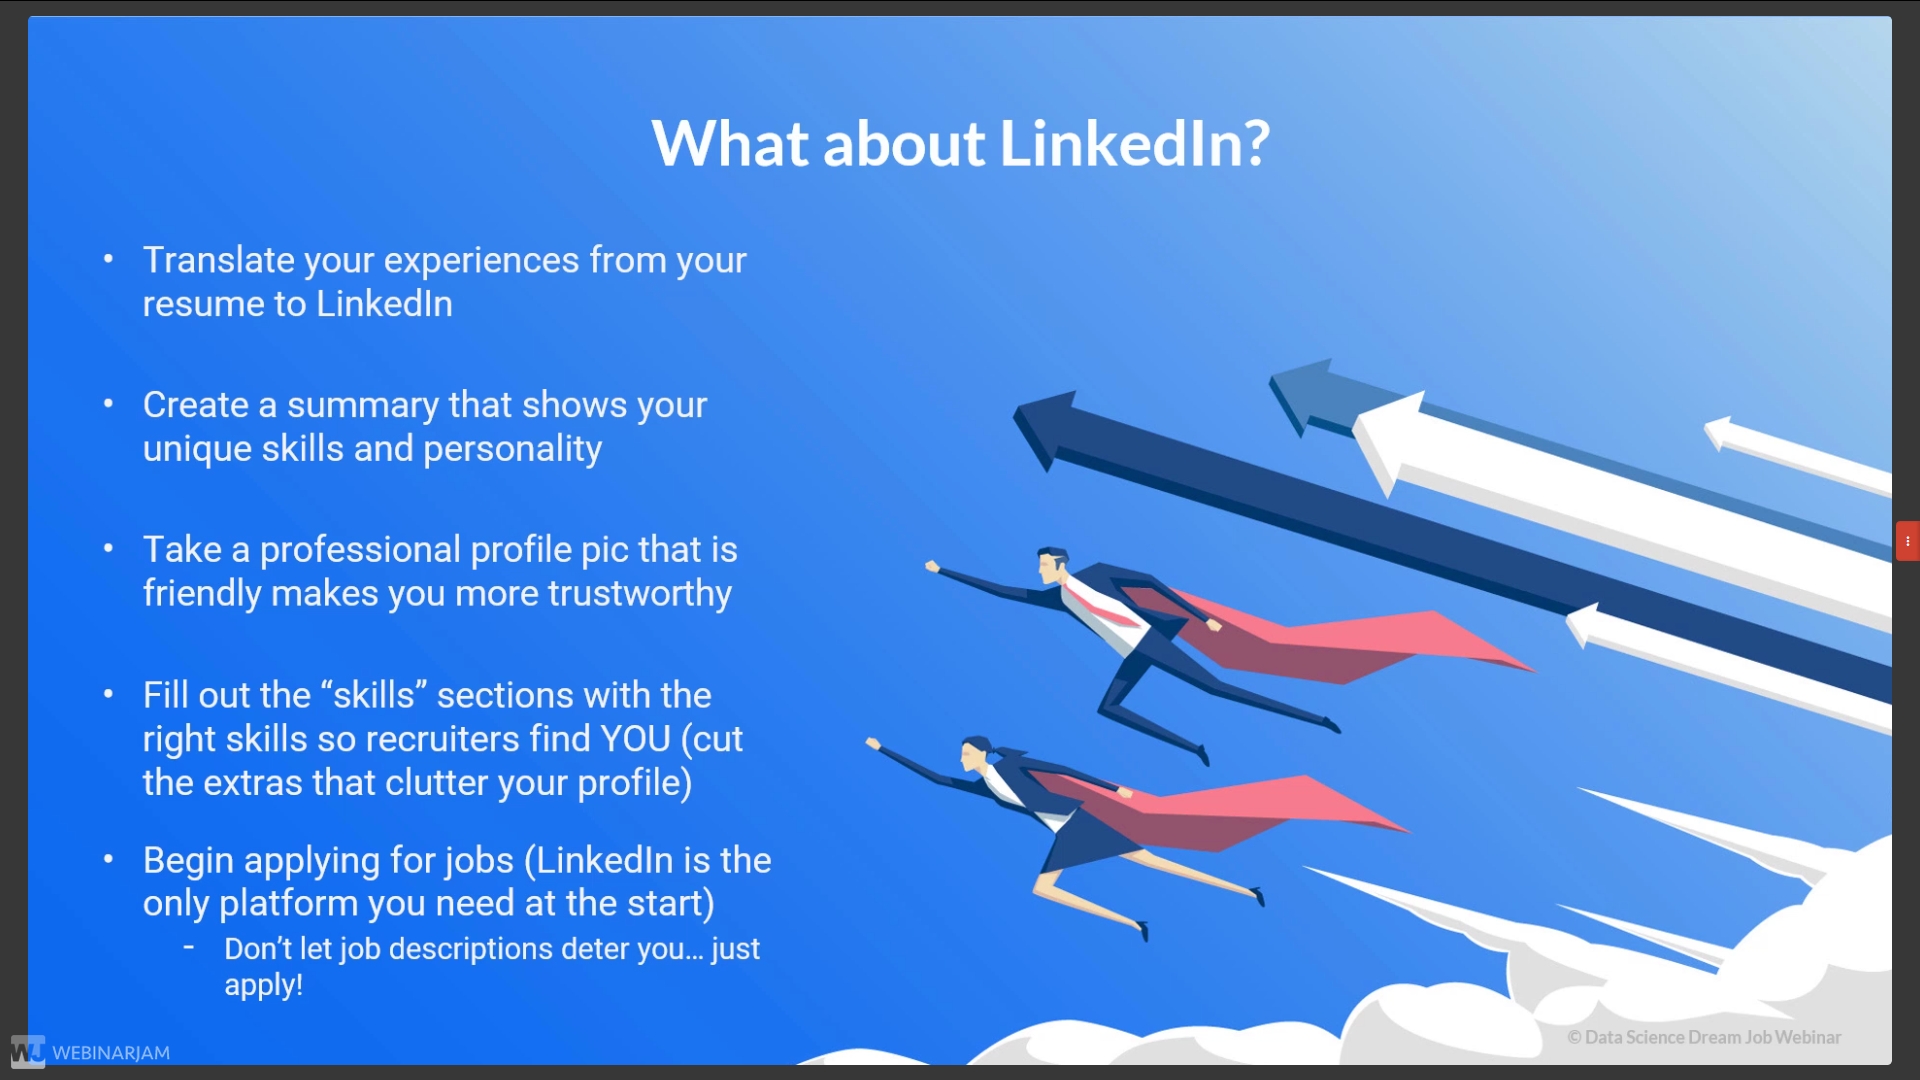 What about LinkedIn?
• Translate your experiences from your
resume to LinkedIn
• Create a summary that shows your
unique skills and personality
• Take a professional profile pic that is
friendly makes you more trustworthy
• Fill out the “skills” sections with the
right skills so recruiters find YOU (cut
the extras that clutter your profile)
• Begin applying for jobs (LinkedIn is the
only platform you need at the start)
- Don’t let job descriptions deter you... just
apply!
WJ WEBINARJAM
© Data Science Dream Job Webinar